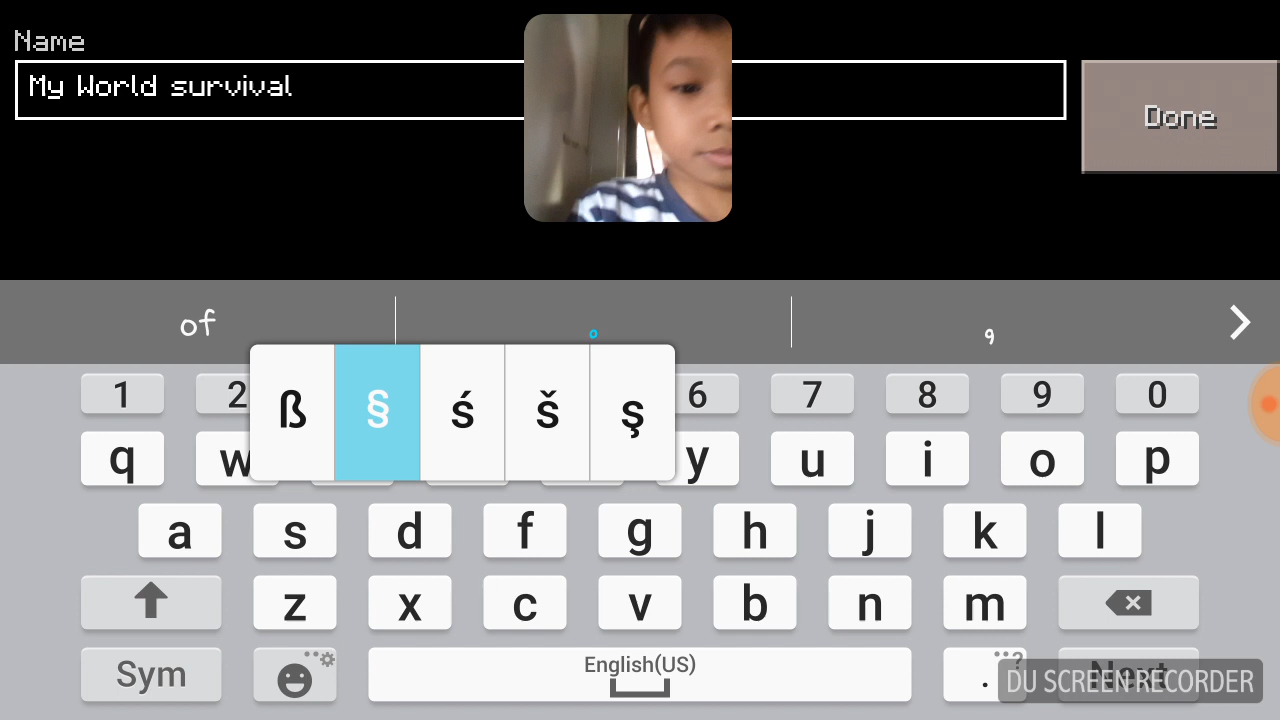 Name
My World survival
Done
of . ,
1 2 6 7 8 9 0
ß § ś š ş
q w y u i o p
a s d f g h j k l
z x c v b n m
Sym English(US) . ? Next
DU SCREEN RECORDER